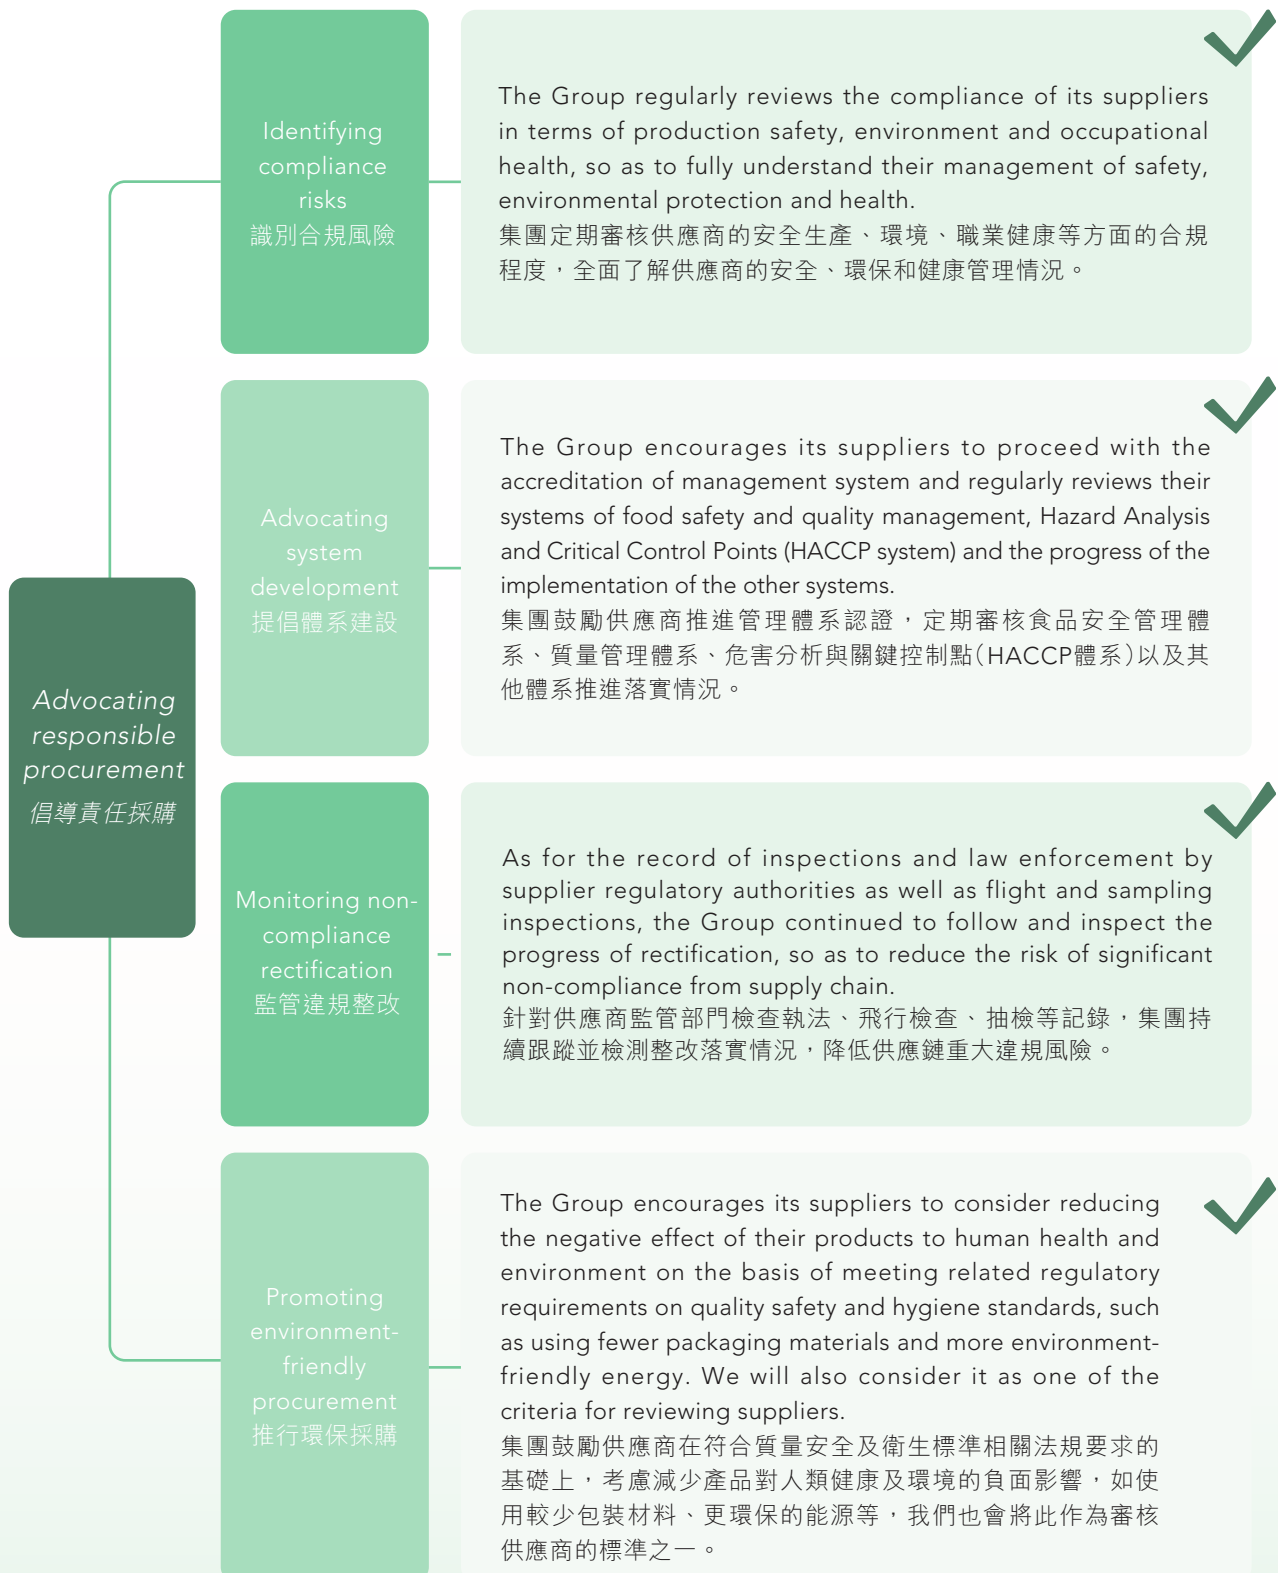 Advocating
responsible
procurement
倡導責任採購
Identifying
compliance
risks
識別合規風險
The Group regularly reviews the compliance of its suppliers
in terms of production safety, environment and occupational
health, so as to fully understand their management of safety,
environmental protection and health.
集團定期審核供應商的安全生產、環境、職業健康等方面的合規
程度，全面了解供應商的安全、環保和健康管理情況。
Advocating
system
development
提倡體系建設
The Group encourages its suppliers to proceed with the
accreditation of management system and regularly reviews their
systems of food safety and quality management, Hazard Analysis
and Critical Control Points (HACCP system) and the progress of the
implementation of the other systems.
集團鼓勵供應商推進管理體系認證，定期審核食品安全管理體
系、質量管理體系、危害分析與關鍵控制點(HACCP體系)以及其
他體系推進落實情況。
Monitoring non-
compliance
rectification
監管違規整改
As for the record of inspections and law enforcement by
supplier regulatory authorities as well as flight and sampling
inspections, the Group continued to follow and inspect the
progress of rectification, so as to reduce the risk of significant
non-compliance from supply chain.
針對供應商監管部門檢查執法、飛行檢查、抽檢等記錄，集團持
續跟蹤並檢測整改落實情況，降低供應鏈重大違規風險。
Promoting
environment-
friendly
procurement
推行環保採購
The Group encourages its suppliers to consider reducing
the negative effect of their products to human health and
environment on the basis of meeting related regulatory
requirements on quality safety and hygiene standards, such
as using fewer packaging materials and more environment-
friendly energy. We will also consider it as one of the
criteria for reviewing suppliers.
集團鼓勵供應商在符合質量安全及衛生標準相關法規要求的
基礎上，考慮減少產品對人類健康及環境的負面影響，如使
用較少包裝材料、更環保的能源等，我們也會將此作為審核
供應商的標準之一。